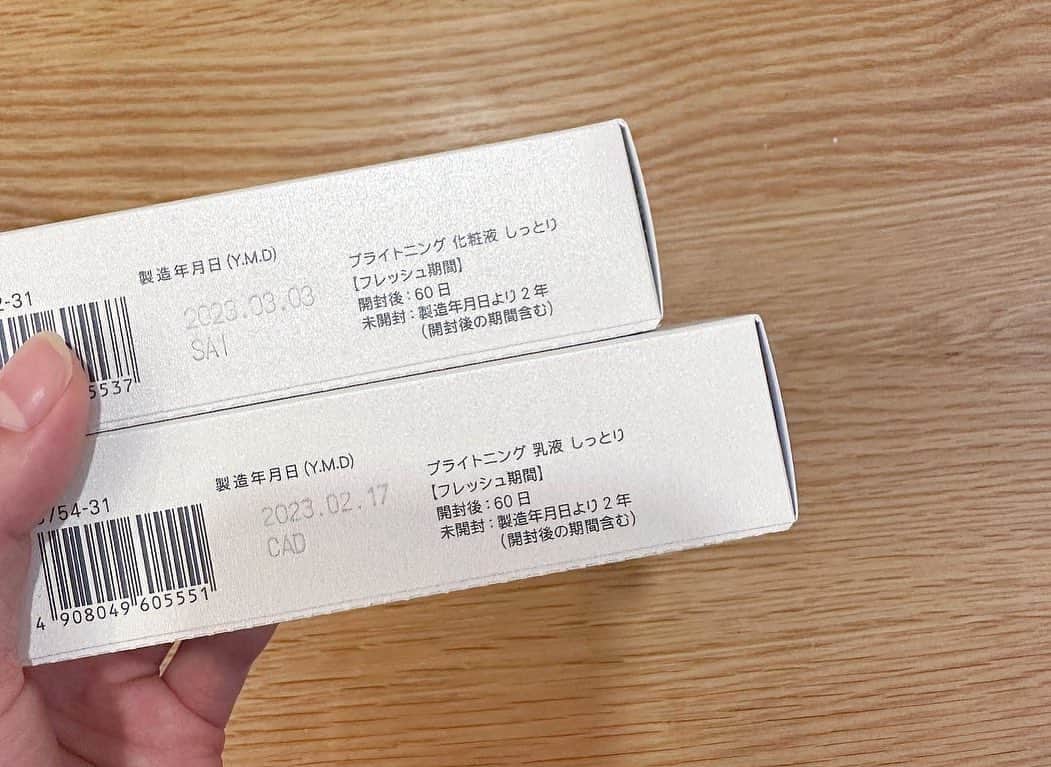 2-31
5537
製造年月日(Y.M.D)
2023.03.03
SAI
ブライトニング 化粧液 しっとり
【フレッシュ期間】
開封後:60日
未開封:製造年月日より2年
(開封後の期間含む)
754-31
4 908049 605551
製造年月日(Y.M.D)
2023.02.17
CAD
ブライトニング 乳液 しっとり
【フレッシュ期間】
開封後:60日
未開封:製造年月日より2年
(開封後の期間含む)